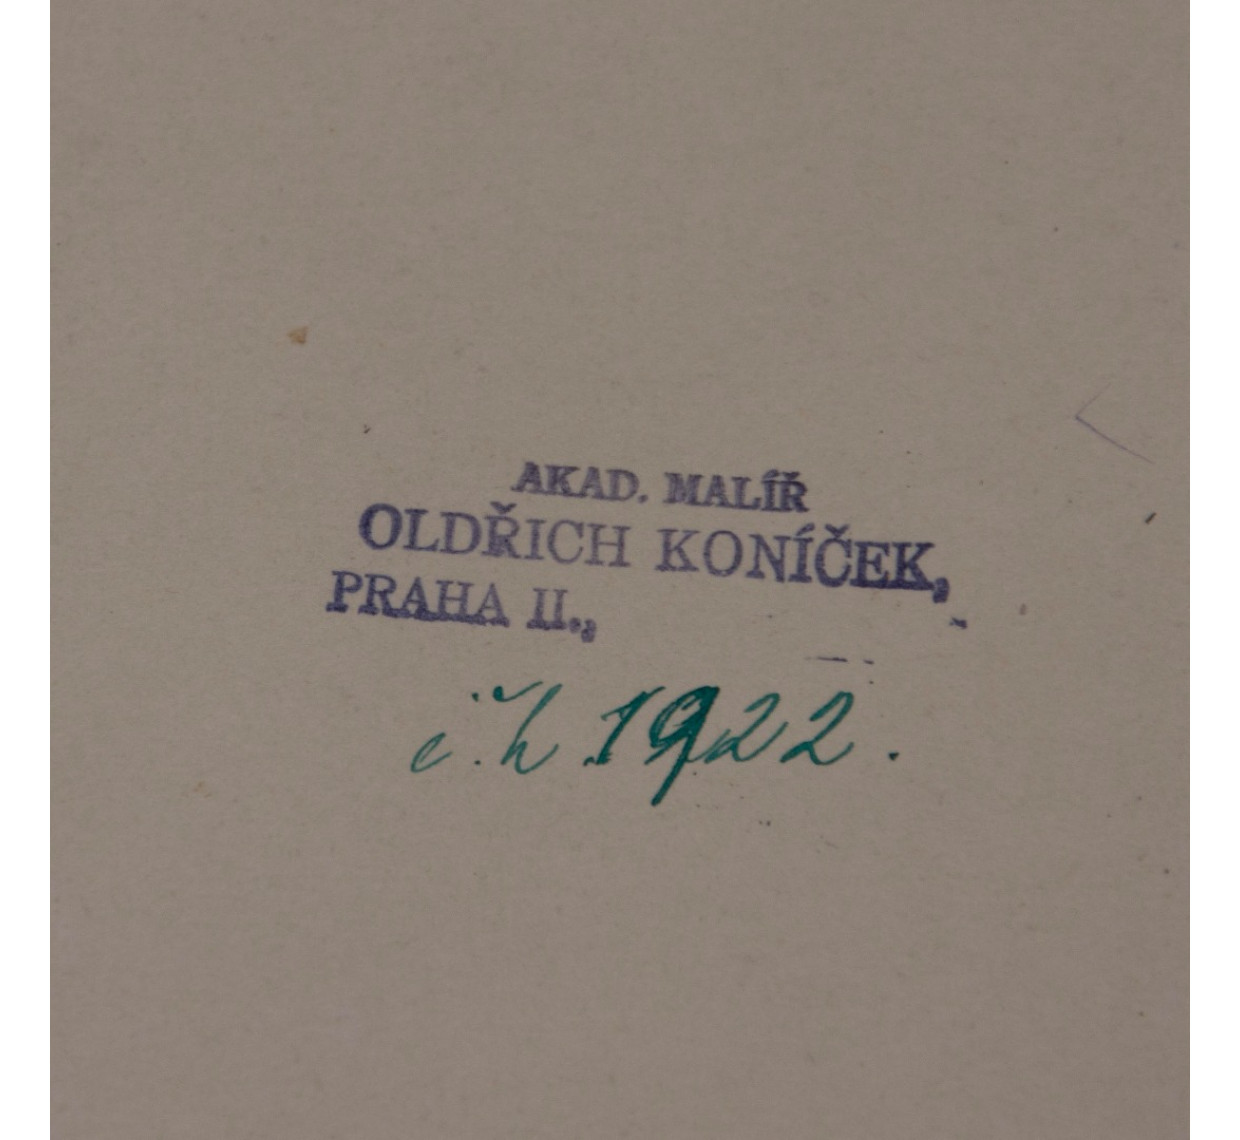 AKAD. MALÍŘ
OLDŘICH KONÍČEK,
PRAHA II.,
č.h 1922.